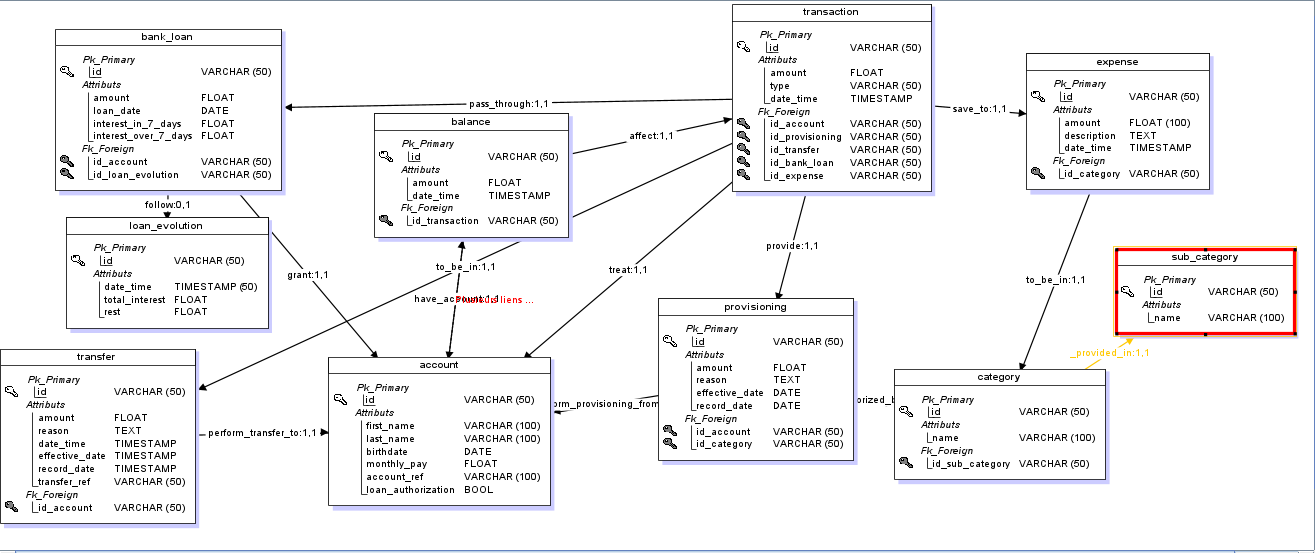 bank_loan
Pk_Primary
id VARCHAR (50)
Attributs
amount FLOAT
loan_date DATE
interest_in_7_days FLOAT
interest_over_7_days FLOAT
Fk_Foreign
id_account VARCHAR (50)
id_loan_evolution VARCHAR (50)
follow:0,1
loan_evolution
Pk_Primary
id VARCHAR (50)
Attributs
date_time TIMESTAMP (50)
total_interest FLOAT
rest FLOAT
transfer
Pk_Primary
id VARCHAR (50)
Attributs
amount FLOAT
reason TEXT
date_time TIMESTAMP
effective_date TIMESTAMP
record_date TIMESTAMP
transfer_ref VARCHAR (50)
Fk_Foreign
id_account VARCHAR (50)
perform_transfer_to:1,1
grant:1,1
pass_through:1,1
balance
Pk_Primary
id VARCHAR (50)
Attributs
amount FLOAT
date_time TIMESTAMP
Fk_Foreign
id_transaction VARCHAR (50)
affect:1,1
to_be_in:1,1
liens ...
account
Pk_Primary
id VARCHAR (50)
Attributs
first_name VARCHAR (100)
last_name VARCHAR (100)
birthdate DATE
monthly_pay FLOAT
account_ref VARCHAR (100)
loan_authorization BOOL
treat:1,1
transaction
Pk_Primary
id VARCHAR (50)
Attributs
amount FLOAT
type VARCHAR (50)
date_time TIMESTAMP
Fk_Foreign
id_account VARCHAR (50)
id_provisioning VARCHAR (50)
id_transfer VARCHAR (50)
id_bank_loan VARCHAR (50)
id_expense VARCHAR (50)
provide:1,1
save_to:1,1
orm_provisioning_from
provisioning
Pk_Primary
id VARCHAR (50)
Attributs
amount FLOAT
reason TEXT
effective_date DATE
record_date DATE
Fk_Foreign
id_account VARCHAR (50)
id_category VARCHAR (50)
orized_b
expense
Pk_Primary
id VARCHAR (50)
Attributs
amount FLOAT (100)
description TEXT
date_time TIMESTAMP
Fk_Foreign
id_category VARCHAR (50)
to_be_in:1,1
sub_category
Pk_Primary
id VARCHAR (50)
Attributs
name VARCHAR (100)
_provided_in:1,1
category
Pk_Primary
id VARCHAR (50)
Attributs
name VARCHAR (100)
Fk_Foreign
id_sub_category VARCHAR (50)